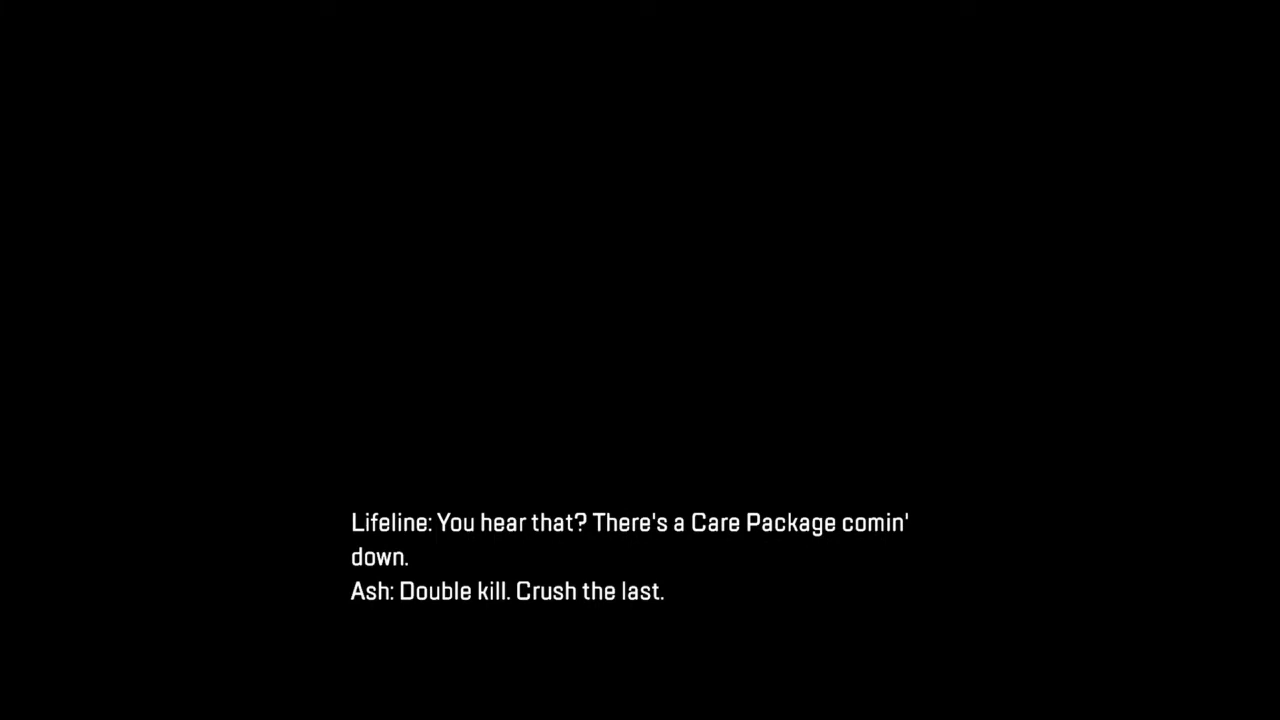 Lifeline: You hear that? There's a Care Package comin'
down.
Ash: Double kill. Crush the last.